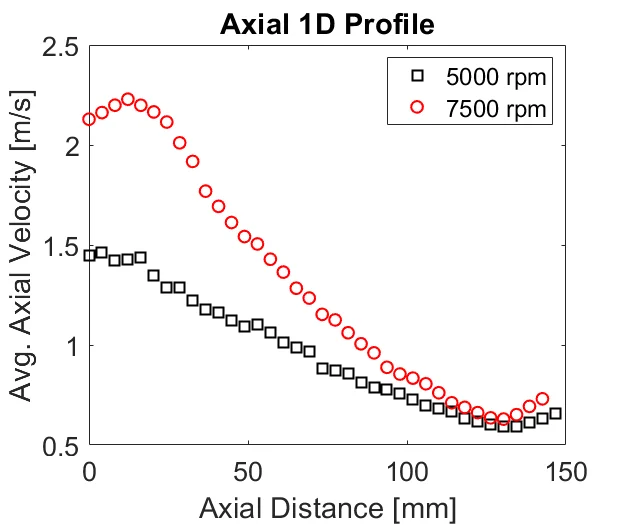 Axial 1D Profile
5000 rpm
7500 rpm
Avg. Axial Velocity [m/s]
2.5
2
1.5
1
0.5
0
50
100
150
Axial Distance [mm]